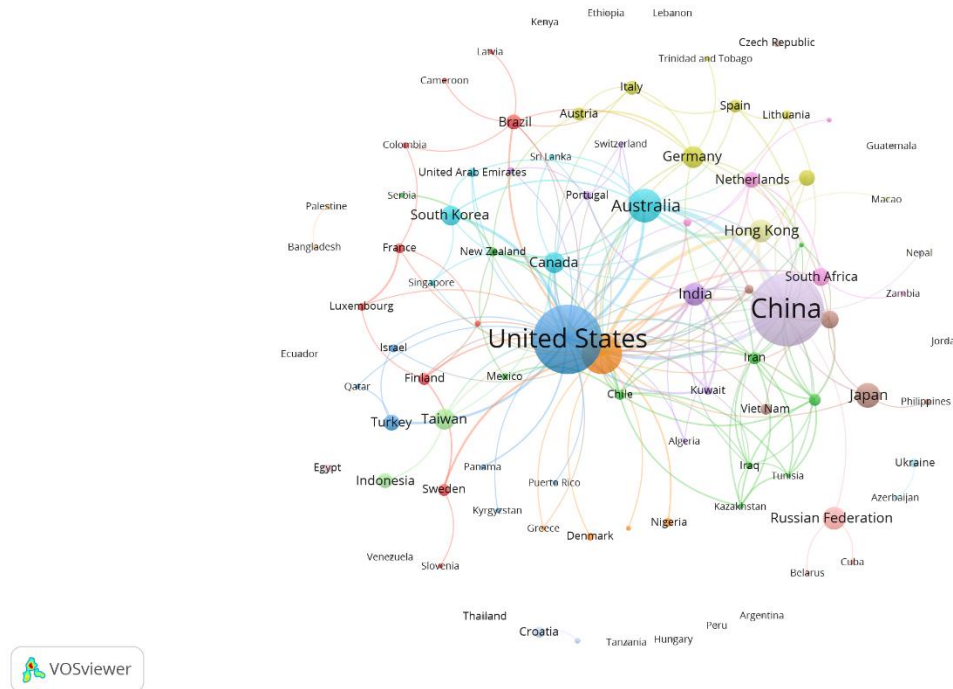 Ethiopia
Lebanon
Kenya
Czech Republic
Latvia
Trinidad and Tobago
Cameroon
Italy
Spain
Austria
Lithuania
Brazil
Colombia
Switzerland
Guatemala
Sri Lanka
Germany
United Arab Emirates
Netherlands
Serbia
Portugal
Macao
Palestine
Australia
South Korea
Hong Kong
Bangladesh
France
New Zealand
Nepal
Canada
South Africa
Singapore
India
Zambia
Luxembourg
China
United States
Jorda
Israel
Ecuador
Iran
Finland
Mexico
Qatar
Kuwait
Chile
Japan
Philippines
Viet Nam
Turkey
Taiwan
Algeria
Ukraine
Egypt
Panama
Iraq
Tunisia
Indonesia
Puerto Rico
Sweden
Azerbaijan
Kazakhstan
Kyrgyzstan
Russian Federation
Nigeria
Greece
Denmark
Venezuela
Slovenia
Cuba
Belarus
Thailand
Argentina
Peru
Croatia
Hungary
Tanzania
VOSviewer